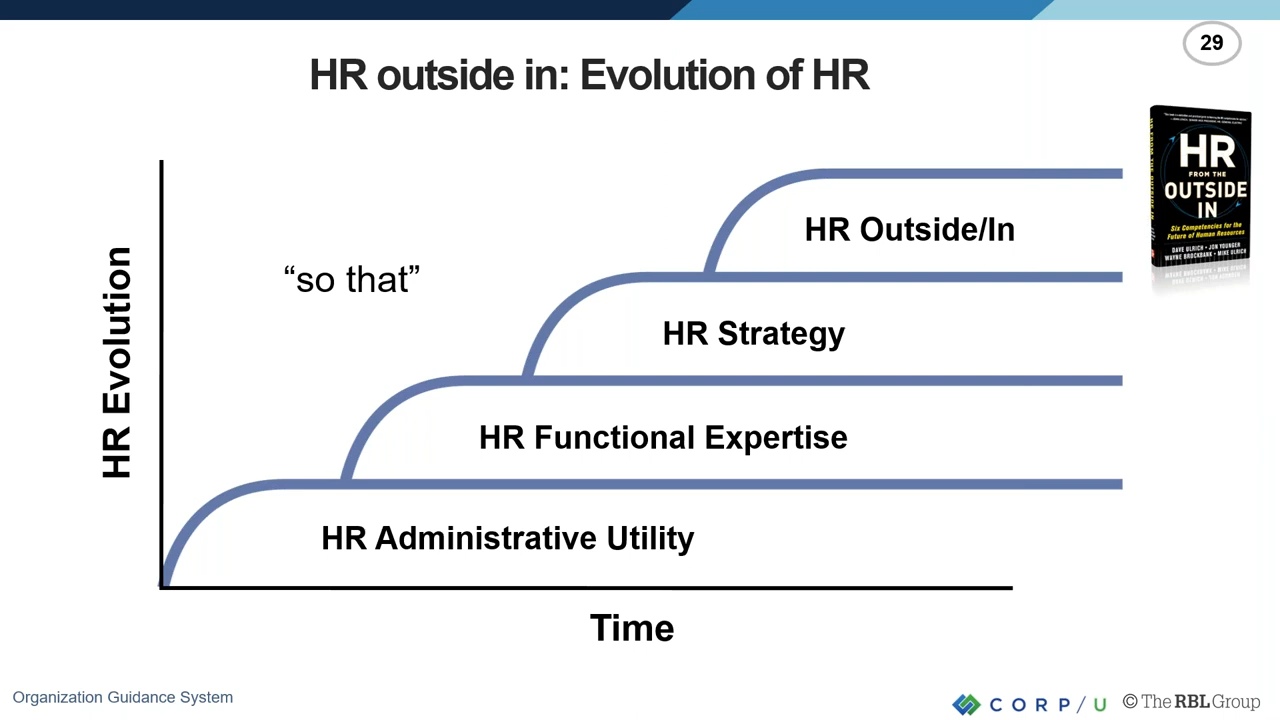 29
HR outside in: Evolution of HR
HR
FROM THE
OUTSIDE
IN
Six Competencies for the
Future of Human Resources
DAVE ULRICH • JON YOUNGER
WAYNE BROCKBANK • MIKE ULRICH
HR Outside/In
“so that”
HR Strategy
HR Functional Expertise
HR Administrative Utility
HR Evolution
Time
Organization Guidance System
CORP/U
© The RBL Group